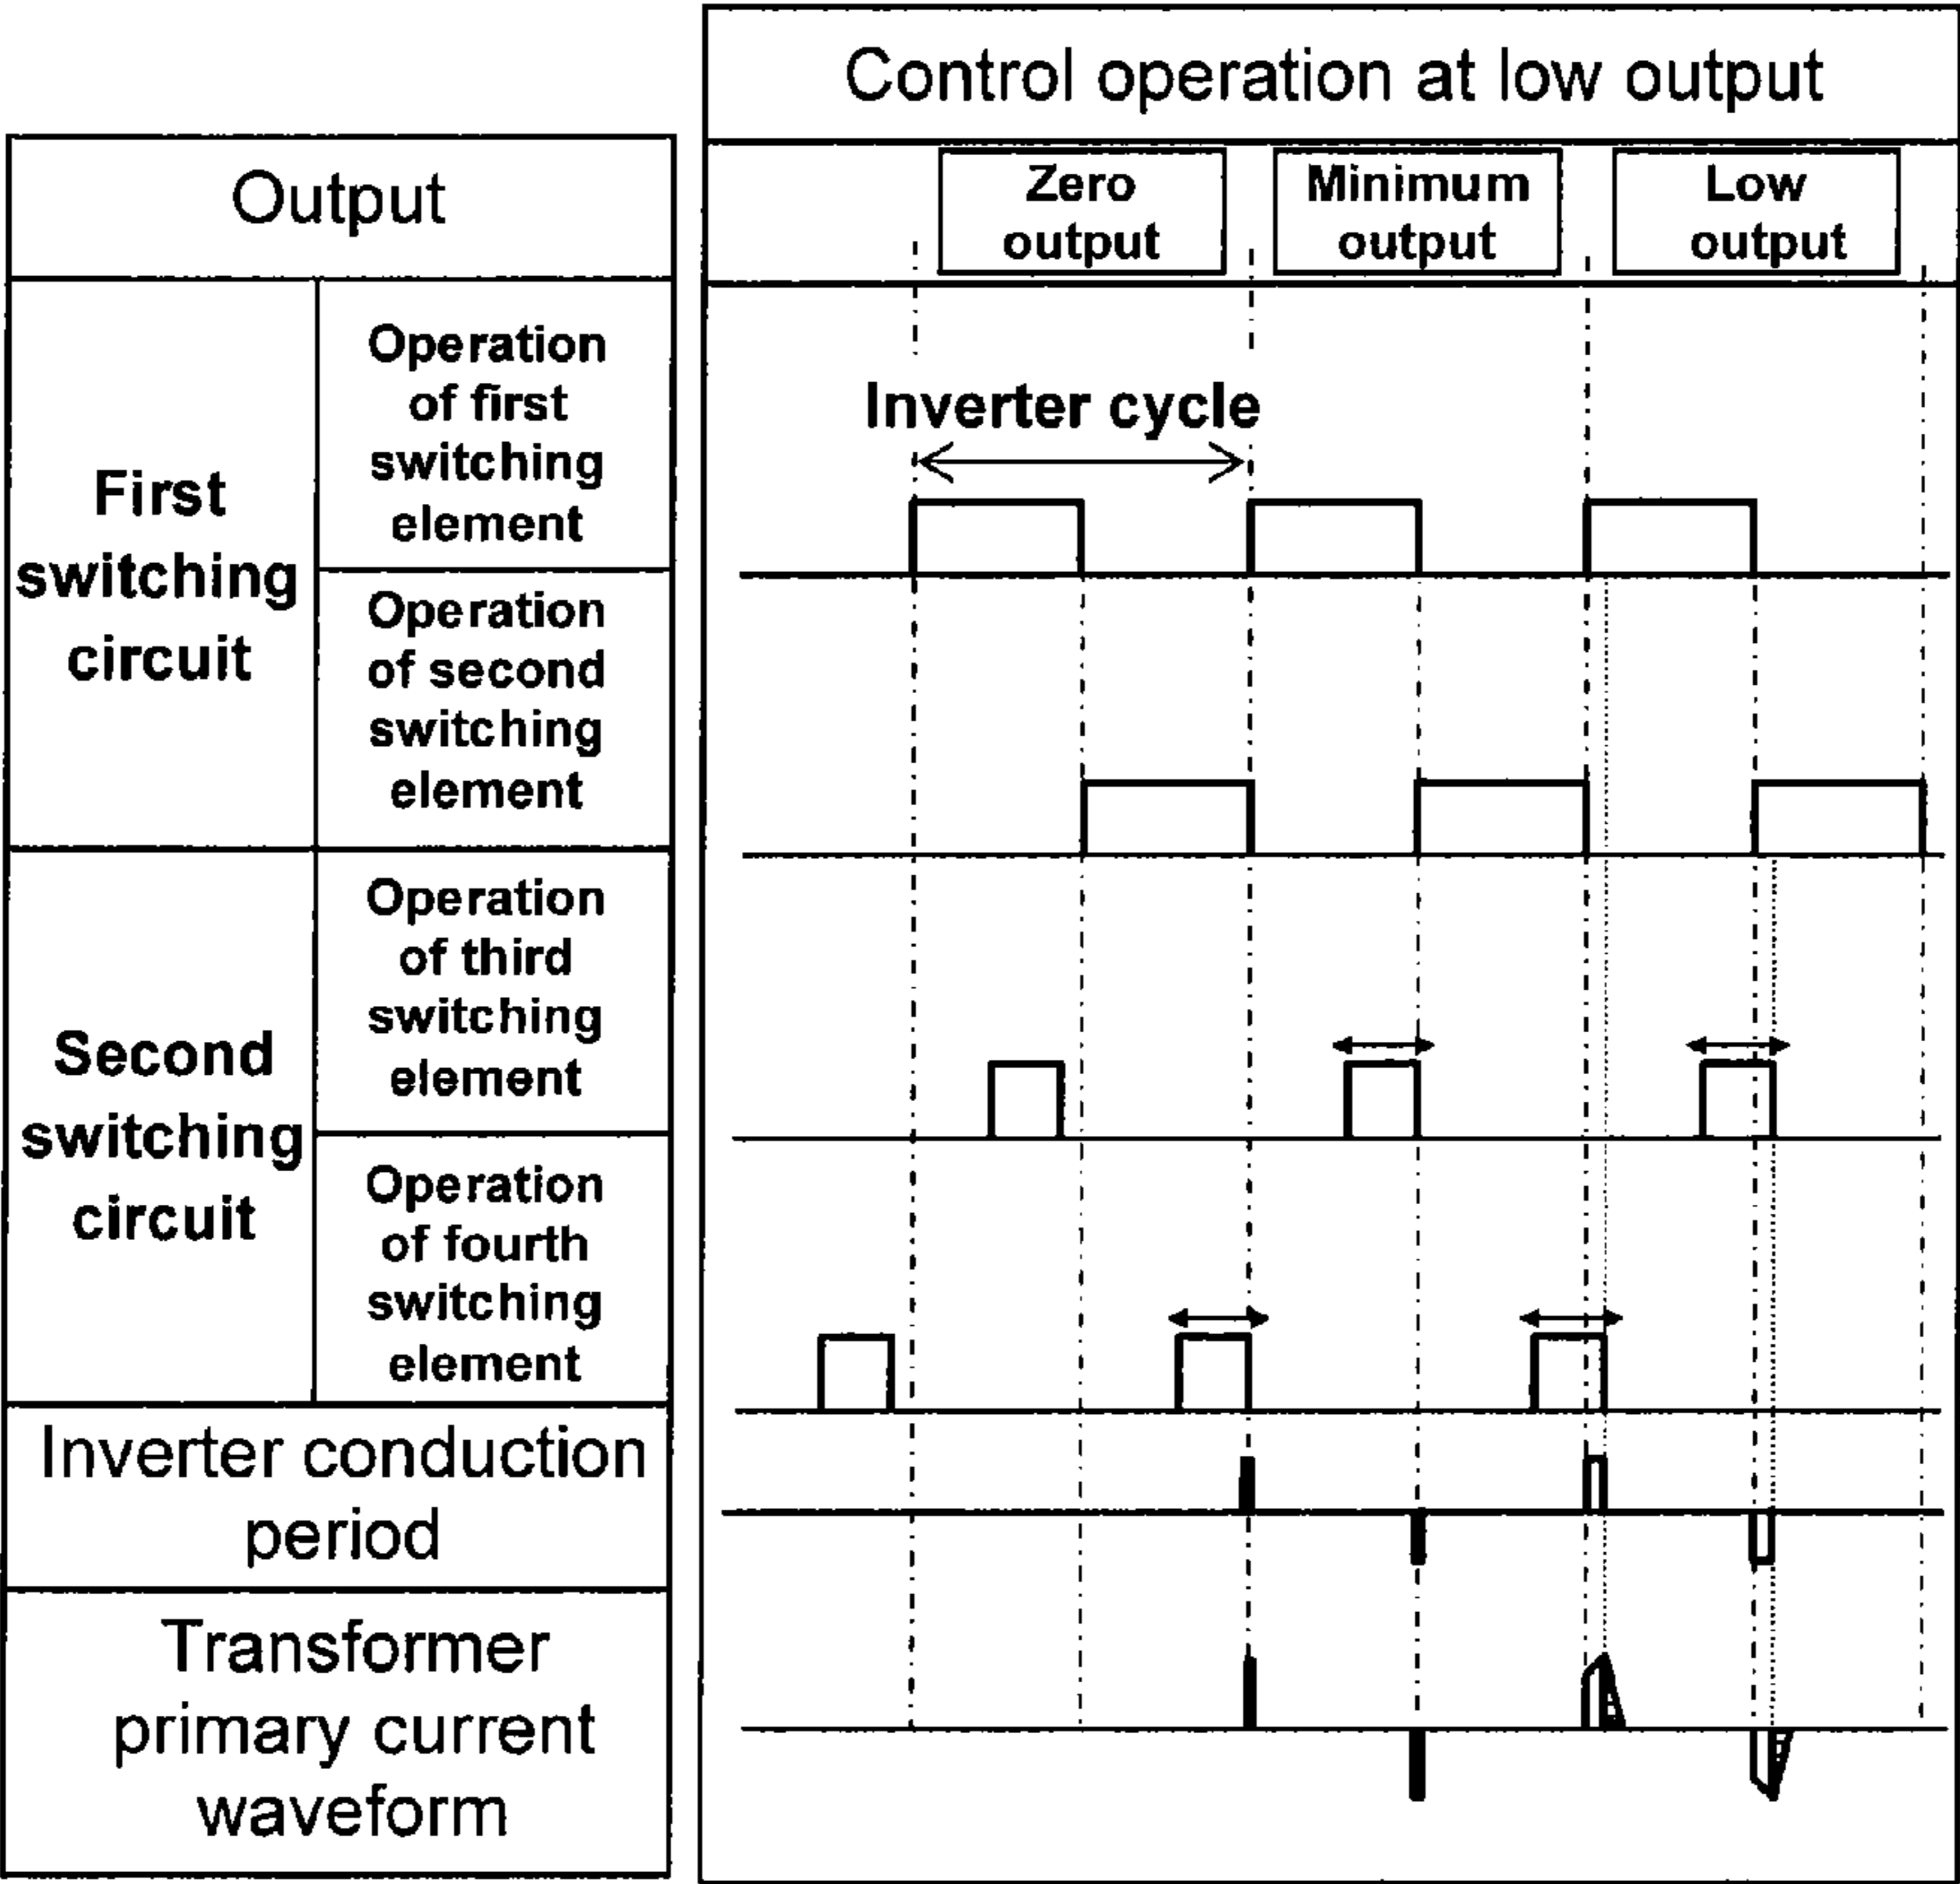 Control operation at low output
Output
Zero
output
Minimum
output
Low
output
First
switching
circuit
Operation
of first
switching
element
Inverter cycle
Operation
of second
switching
element
Second
switching
circuit
Operation
of third
switching
element
Operation
of fourth
switching
element
Inverter conduction
period
Transformer
primary current
waveform